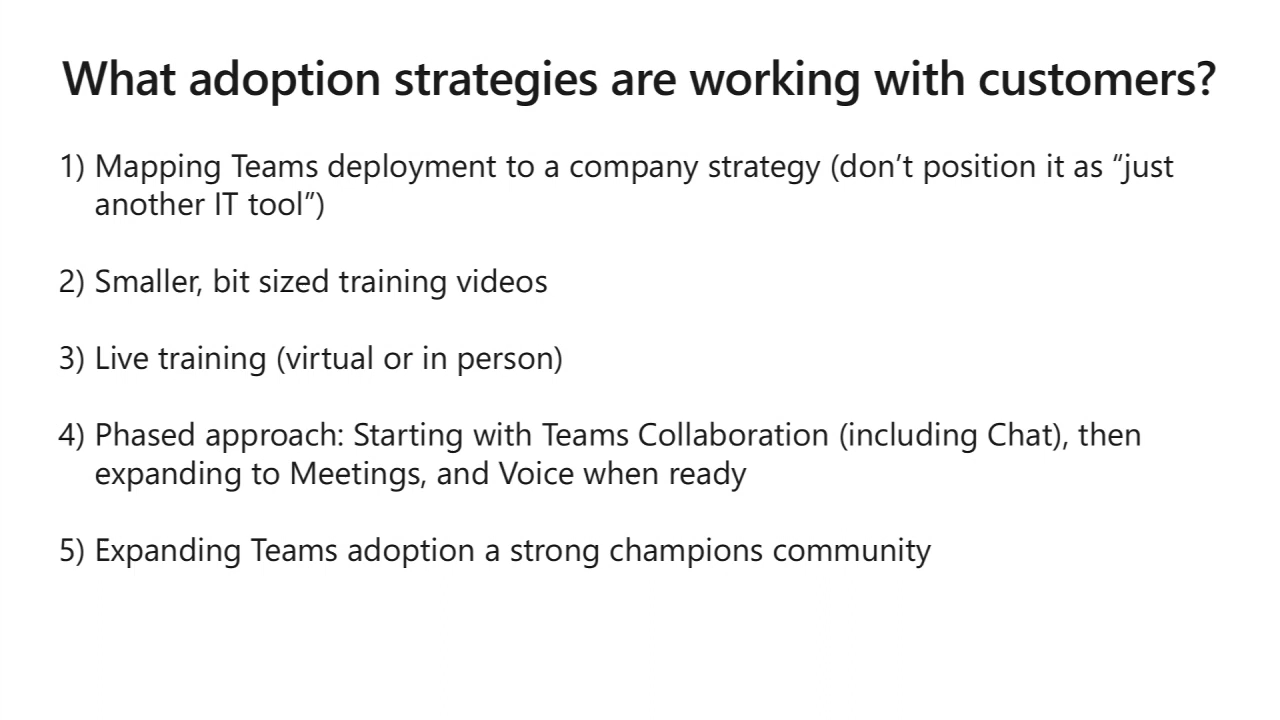 What adoption strategies are working with customers?
1) Mapping Teams deployment to a company strategy (don’t position it as “just
another IT tool”)
2) Smaller, bit sized training videos
3) Live training (virtual or in person)
4) Phased approach: Starting with Teams Collaboration (including Chat), then
expanding to Meetings, and Voice when ready
5) Expanding Teams adoption a strong champions community